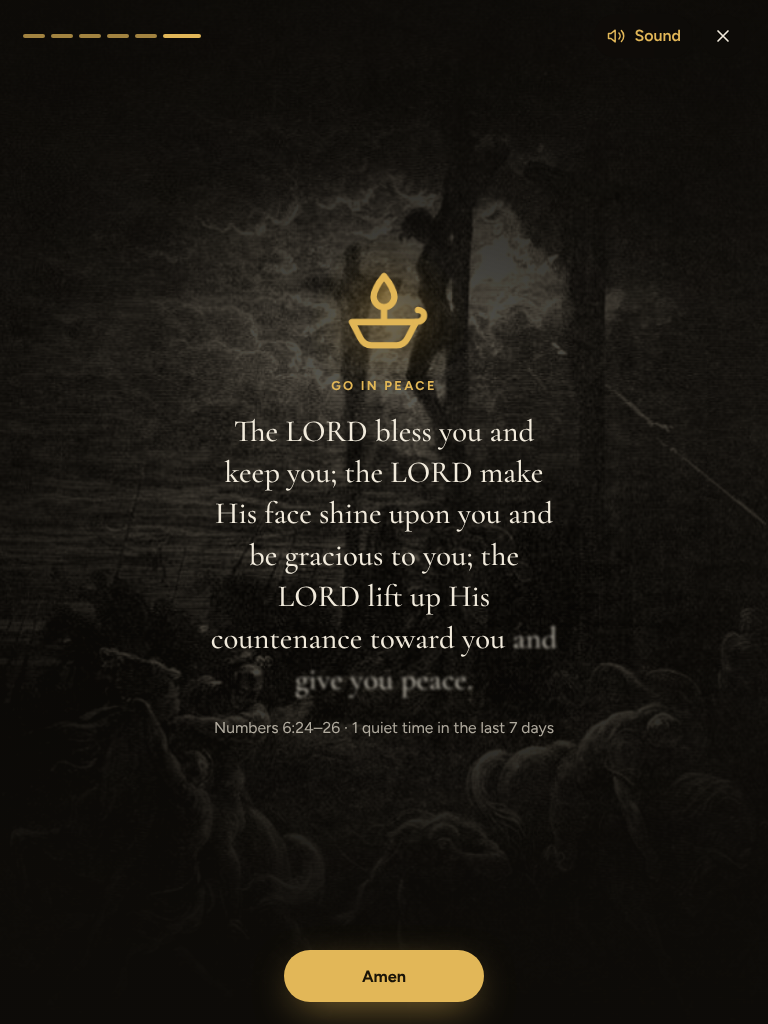 Sound
GO IN PEACE
The LORD bless you and
keep you; the LORD make
His face shine upon you and
be gracious to you; the
LORD lift up His
countenance toward you and
give you peace.
Numbers 6:24–26 · 1 quiet time in the last 7 days
Amen